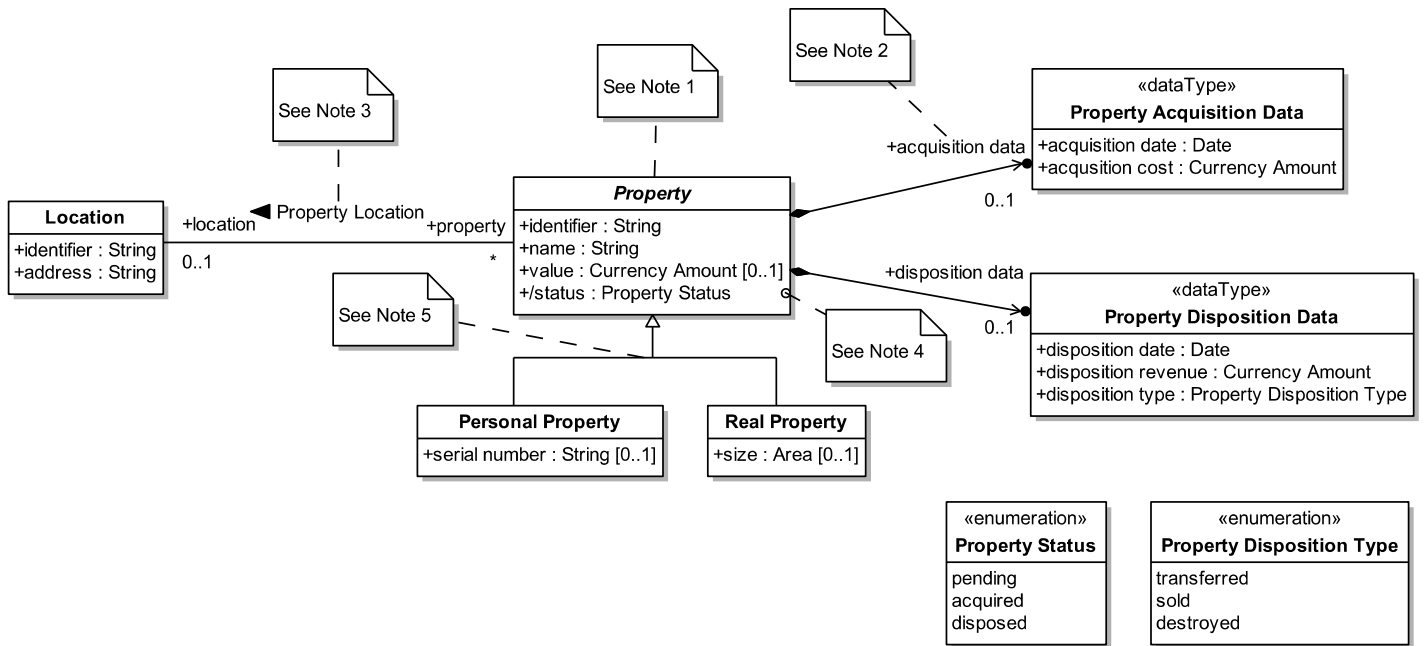 See Note 2
See Note 1
See Note 3
«dataType»
Property Acquisition Data
+acquisition date : Date
+acqusition cost : Currency Amount
+acquisition data
0..1
Property
+identifier : String
+name : String
+value : Currency Amount [0..1]
+/status : Property Status
Location
+identifier : String
+address : String
+location
0..1
Property Location
+property
*
+disposition data
0..1
«dataType»
Property Disposition Data
+disposition date : Date
+disposition revenue : Currency Amount
+disposition type : Property Disposition Type
See Note 5
See Note 4
Personal Property
+serial number : String [0..1]
Real Property
+size : Area [0..1]
«enumeration»
Property Status
pending
acquired
disposed
«enumeration»
Property Disposition Type
transferred
sold
destroyed